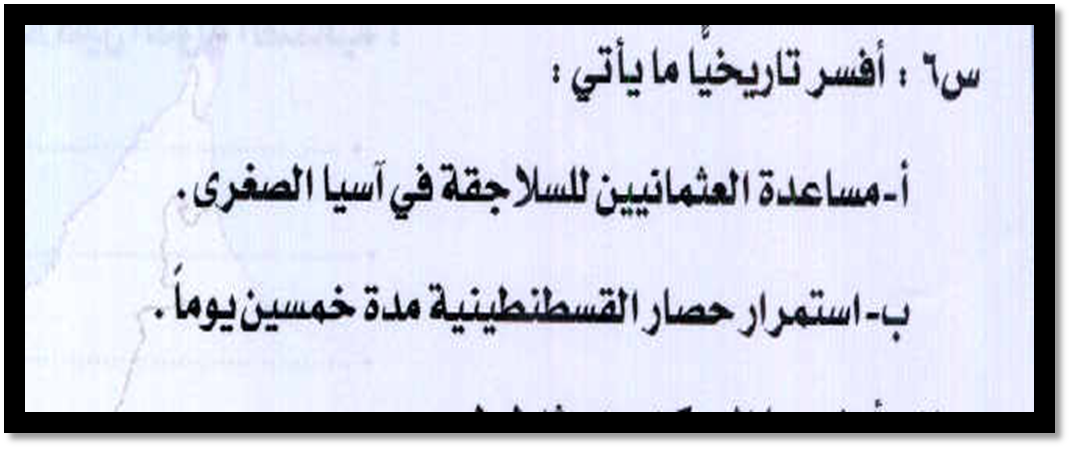 س٦ : أفسر تاريخيًّا ما يأتي :
أ-مساعدة العثمانيين للسلاجقة في آسيا الصغرى.
ب-استمرار حصار القسطنطينية مدة خمسين يوماً .